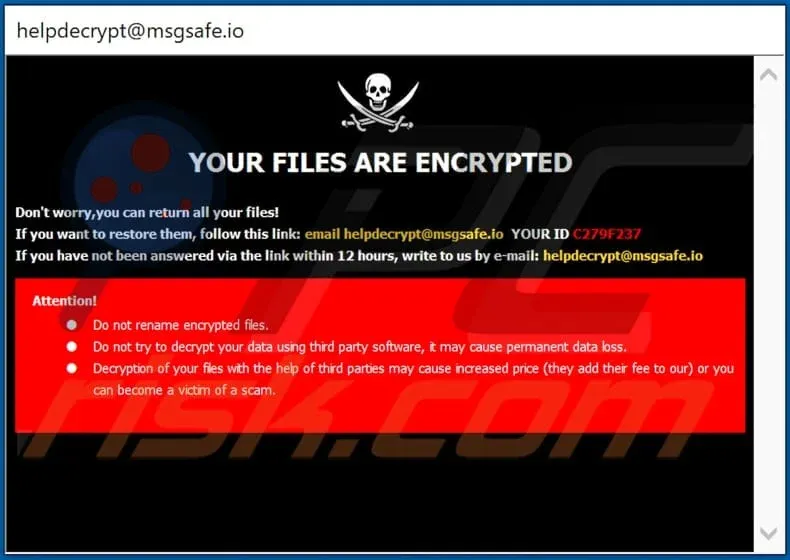 helpdecrypt@msgsafe.io
YOUR FILES ARE ENCRYPTED
Don't worry,you can return all your files!
If you want to restore them, follow this link: email helpdecrypt@msgsafe.io YOUR ID C279F237
If you have not been answered via the link within 12 hours, write to us by e-mail: helpdecrypt@msgsafe.io
Attention!
Do not rename encrypted files.
Do not try to decrypt your data using third party software, it may cause permanent data loss.
Decryption of your files with the help of third parties may cause increased price (they add their fee to our) or you
can become a victim of a scam.
PC
risk.com